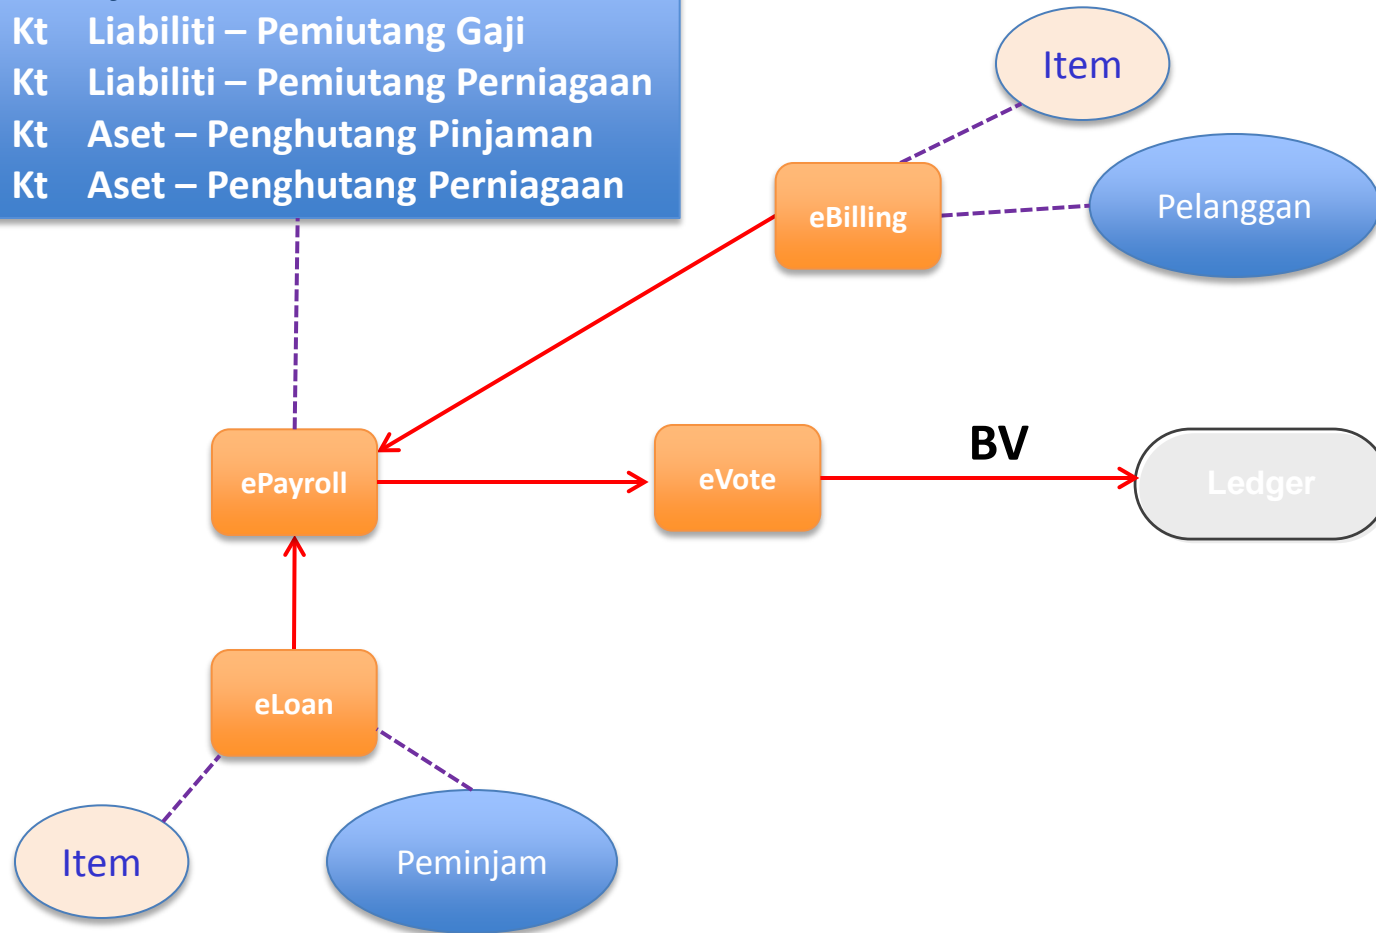 Kt Liabiliti – Pemiutang Gaji
Kt Liabiliti – Pemiutang Perniagaan
Kt Aset – Penghutang Pinjaman
Kt Aset – Penghutang Perniagaan
Item
Pelanggan
eBilling
BV
ePayroll
eVote
Ledger
eLoan
Item
Peminjam